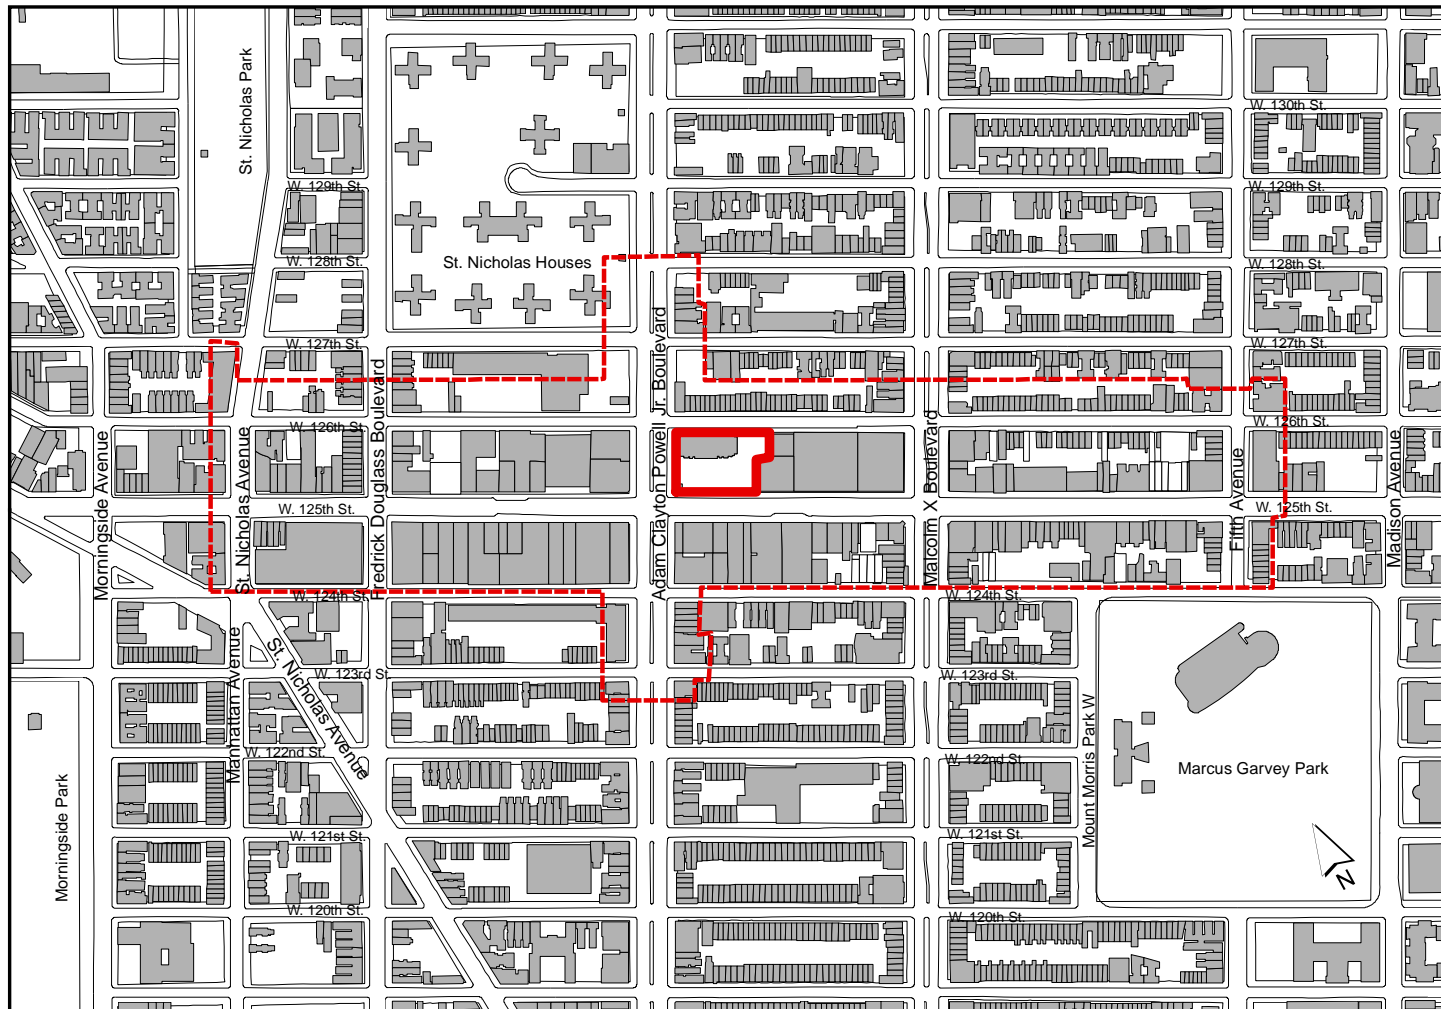 St. Nicholas Park
W. 130th St.
W. 129th St.
W. 129th St.
W. 128th St.
St. Nicholas Houses
W. 128th St.
W. 127th St.
W. 127th St.
W. 126th St.
W. 126th St.
W. 125th St.
W. 125th St.
Morningside Avenue
St. Nicholas Avenue
Fredrick Douglass Boulevard
Adam Clayton Powell Jr. Boulevard
Malcolm X Boulevard
Fifth Avenue
Madison Avenue
W. 124th St.
W. 124th St.
Manhattan Avenue
St. Nicholas Avenue
W. 123rd St.
W. 123rd St.
W. 122nd St.
W. 122nd St.
Mount Morris Park W
Marcus Garvey Park
Morningside Park
W. 121st St.
W. 121st St.
N
W. 120th St.
W. 120th St.